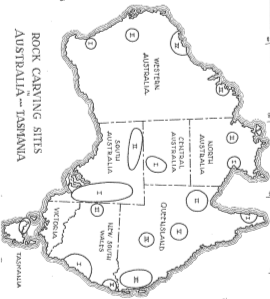 ROCK CARVING SITES
IN
AUSTRALIA — TASMANIA
WESTERN
AUSTRALIA
NORTH
AUSTRALIA
CENTRAL
AUSTRALIA
SOUTH
AUSTRALIA
QUEENSLAND
NEW SOUTH
WALES
VICTORIA
TASMANIA